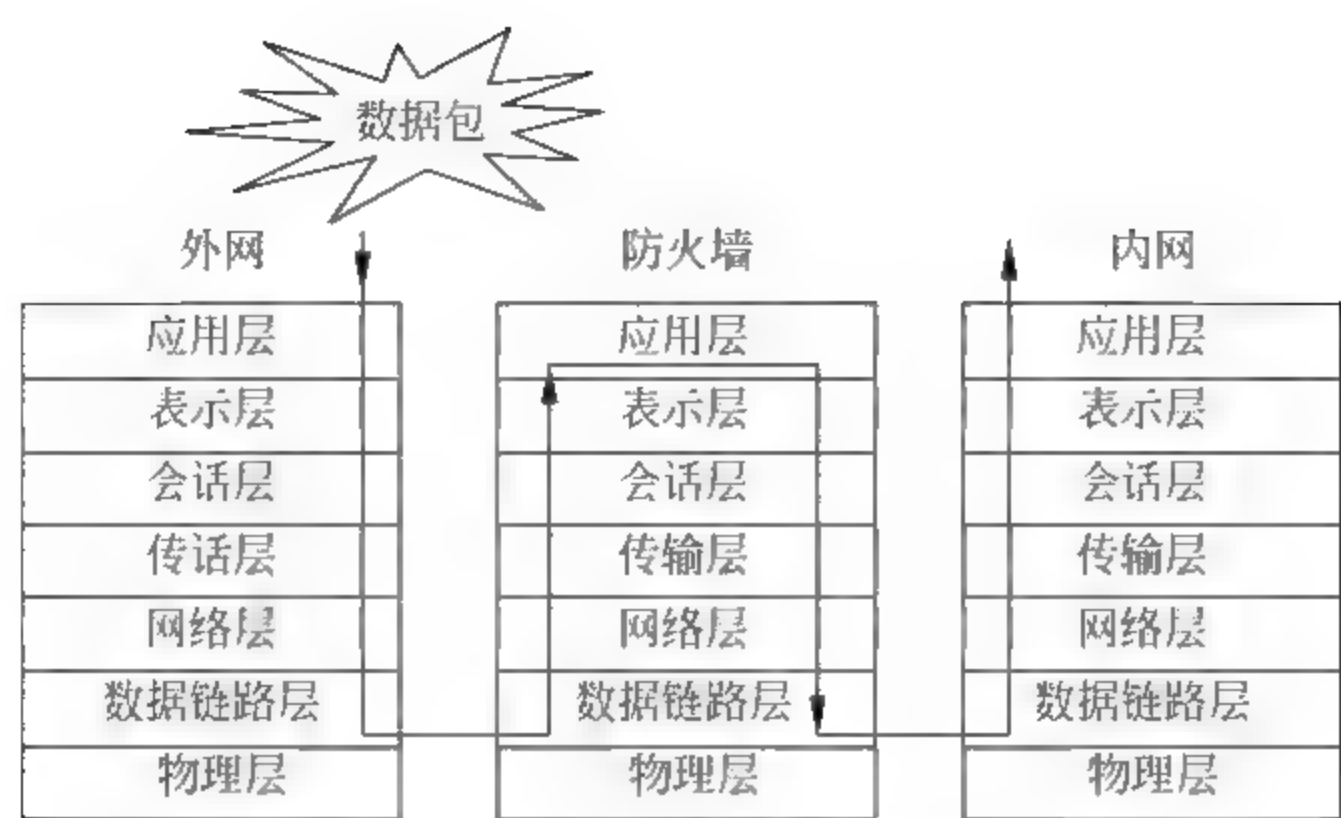 数据包
外网 防火墙 内网
应用层 应用层 应用层
表示层 表示层 表示层
会话层 会话层 会话层
传话层 传输层 传输层
网络层 网络层 网络层
数据链路层 数据链路层 数据链路层
物理层 物理层 物理层